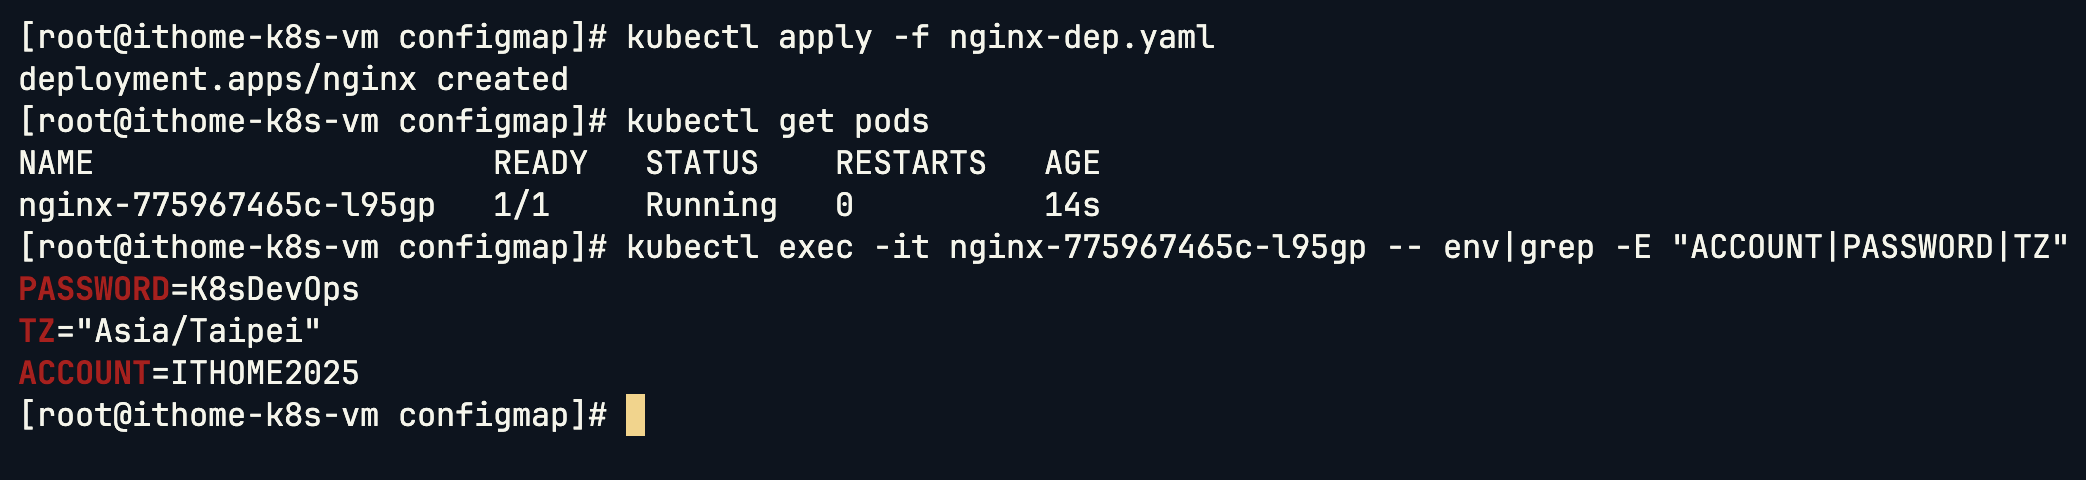 [root@ithome-k8s-vm configmap]# kubectl apply -f nginx-dep.yaml
deployment.apps/nginx created
[root@ithome-k8s-vm configmap]# kubectl get pods
NAME                     READY   STATUS    RESTARTS   AGE
nginx-775967465c-l95gp   1/1     Running   0          14s
[root@ithome-k8s-vm configmap]# kubectl exec -it nginx-775967465c-l95gp -- env|grep -E "ACCOUNT|PASSWORD|TZ"
PASSWORD=K8sDevOps
TZ="Asia/Taipei"
ACCOUNT=ITHOME2025
[root@ithome-k8s-vm configmap]#